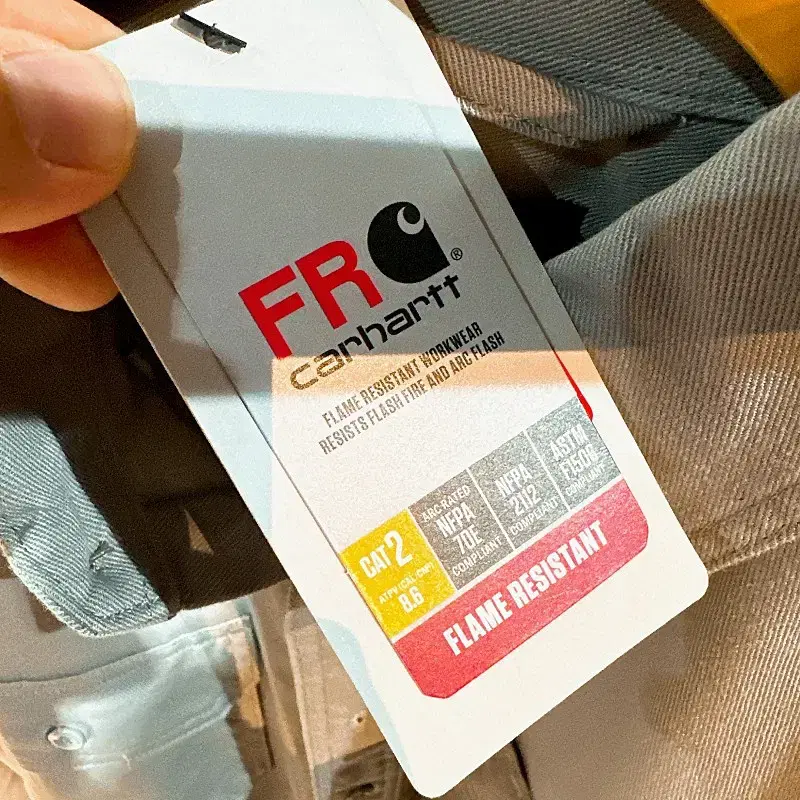 FR
carhartt®
FLAME RESISTANT WORKWEAR
RESISTS FLASH FIRE AND ARC FLASH
CAT 2
ATPV (CAL-CM²)
8.6
ARC-RATED
NFPA
70E
COMPLIANT
NFPA
2112
COMPLIANT
ASTM
F1506
COMPLIANT
FLAME RESISTANT